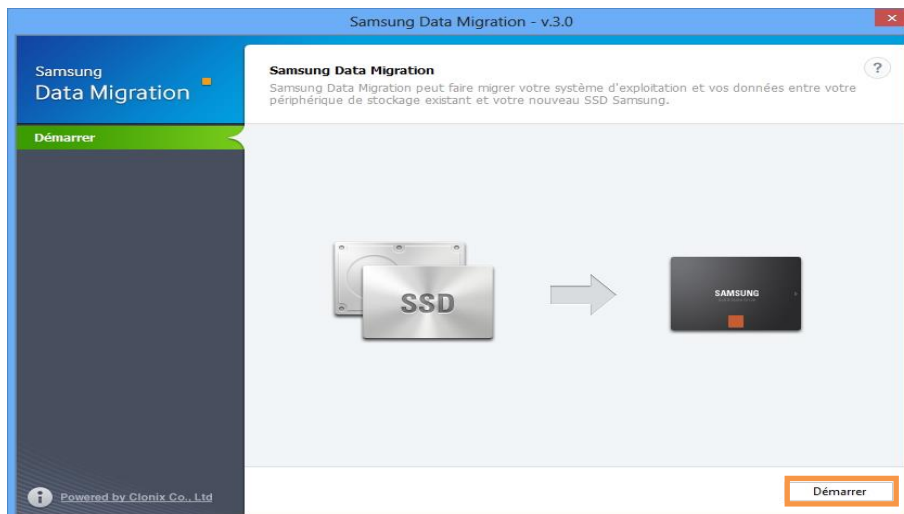 Samsung Data Migration - v.3.0
Samsung
Data Migration
Samsung Data Migration
Samsung Data Migration peut faire migrer votre système d'exploitation et vos données entre votre
périphérique de stockage existant et votre nouveau SSD Samsung.
?
Démarrer
SSD
SAMSUNG
Powered by Clonix Co., Ltd
Démarrer